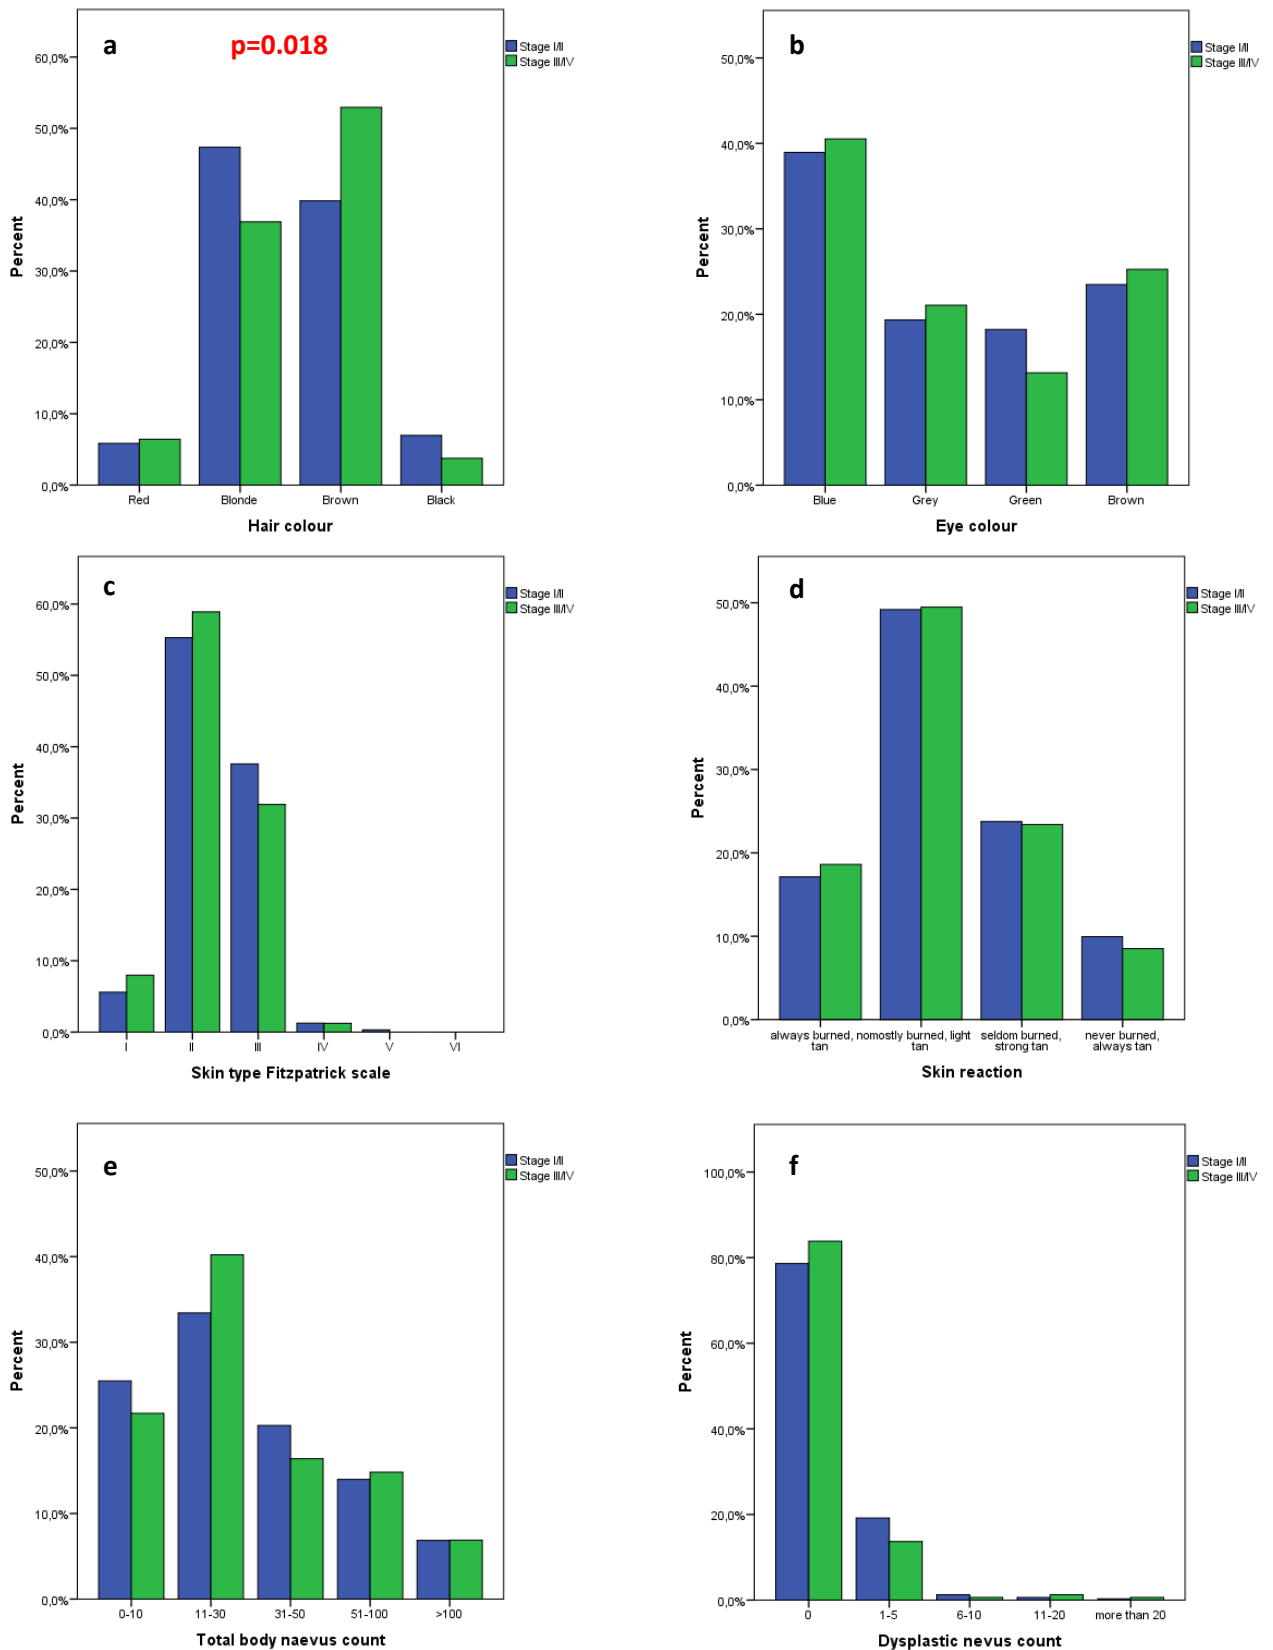 a
p=0.018
Stage I/II
Stage III/IV
60,0%
50,0%
40,0%
30,0%
20,0%
10,0%
0,0%
Percent
Red
Blonde
Brown
Black
Hair colour
b
Stage I/II
Stage III/IV
50,0%
40,0%
30,0%
20,0%
10,0%
0,0%
Percent
Blue
Grey
Green
Brown
Eye colour
c
Stage I/II
Stage III/IV
60,0%
50,0%
40,0%
30,0%
20,0%
10,0%
0,0%
Percent
I
II
III
IV
V
VI
Skin type Fitzpatrick scale
d
Stage I/II
Stage III/IV
50,0%
40,0%
30,0%
20,0%
10,0%
0,0%
Percent
always burned, no
tan
mostly burned, light
tan
seldom burned,
strong tan
never burned,
always tan
Skin reaction
e
Stage I/II
Stage III/IV
50,0%
40,0%
30,0%
20,0%
10,0%
0,0%
Percent
0-10
11-30
31-50
51-100
>100
Total body naevus count
f
Stage I/II
Stage III/IV
100,0%
80,0%
60,0%
40,0%
20,0%
0,0%
Percent
0
1-5
6-10
11-20
more than 20
Dysplastic nevus count